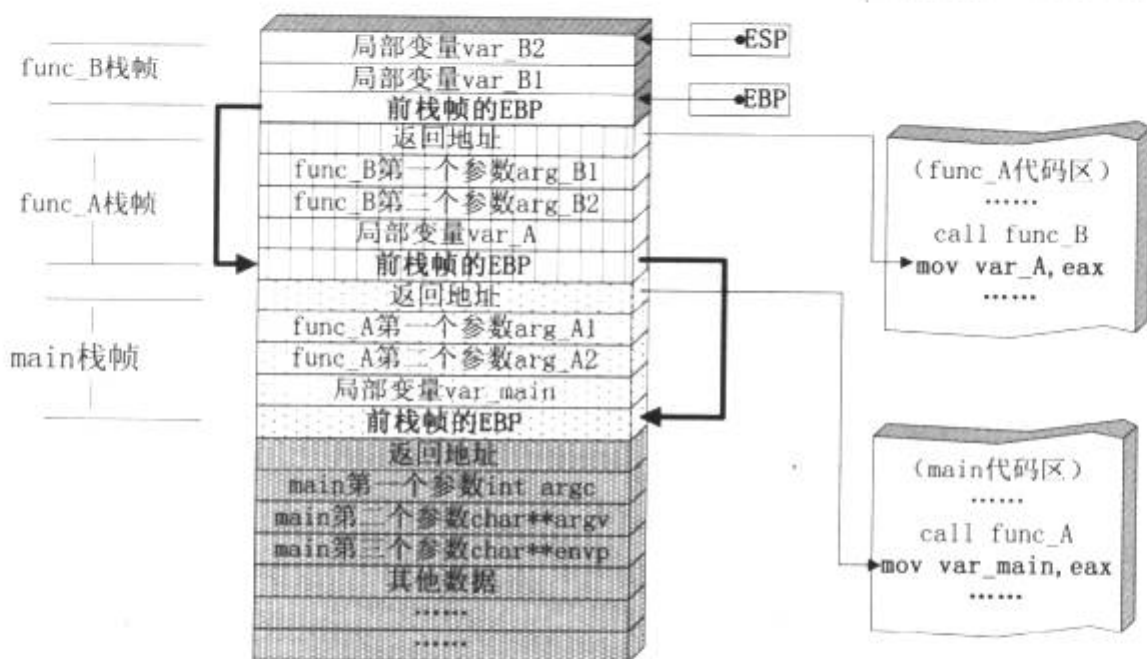 func_B栈帧
func_A栈帧
main栈帧
局部变量var_B2
局部变量var_B1
前栈帧的EBP
返回地址
func_B第一个参数arg_B1
func_B第二个参数arg_B2
局部变量var_A
前栈帧的EBP
返回地址
func_A第一个参数arg_A1
func_A第二个参数arg_A2
局部变量var_main
前栈帧的EBP
返回地址
main第一个参数int argc
main第二个参数char**argv
main第三个参数char**envp
其他数据
……
……
ESP
EBP
(func_A代码区)
……
call func_B
mov var_A,eax
……
(main代码区)
……
call func_A
mov var_main,eax
……